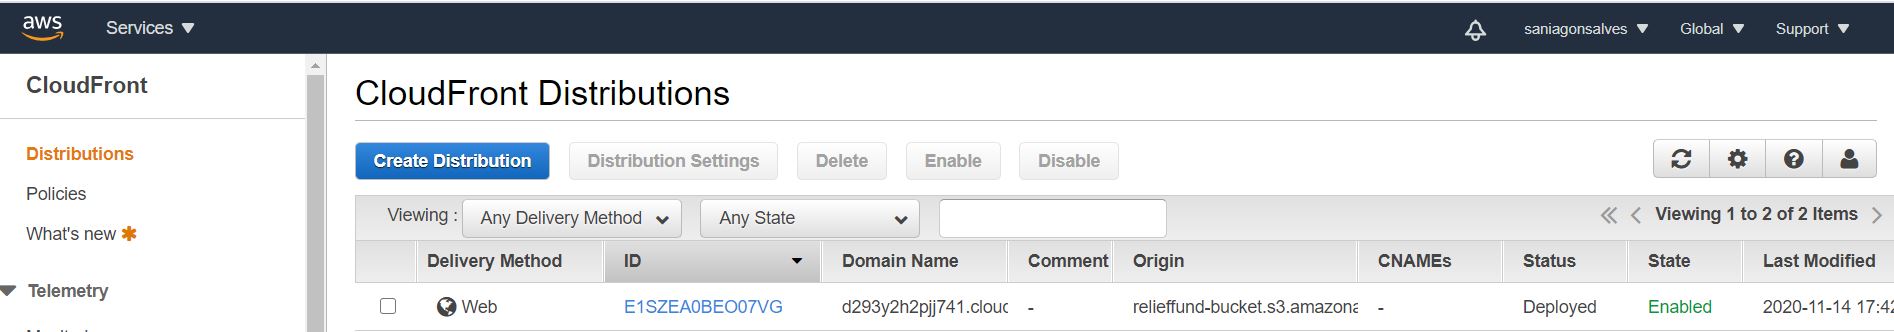 aws
Services
saniagonsalves
Global
Support
CloudFront
Distributions
Policies
What's new
Telemetry
CloudFront Distributions
Create Distribution
Distribution Settings
Delete
Enable
Disable
Viewing :
Any Delivery Method
Any State
Viewing 1 to 2 of 2 Items
Delivery Method ID Domain Name Comment Origin CNAMEs Status State Last Modified
Web E1SZEA0BEO07VG d293y2h2pjj741.clouc - relieffund-bucket.s3.amazona - Deployed Enabled 2020-11-14 17:42